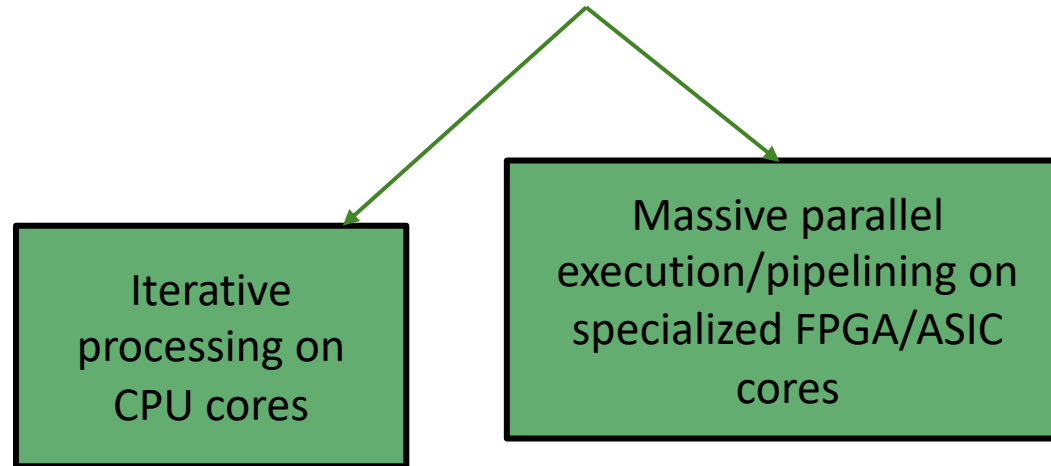 Iterative
processing on
CPU cores
Massive parallel
execution/pipelining on
specialized FPGA/ASIC
cores